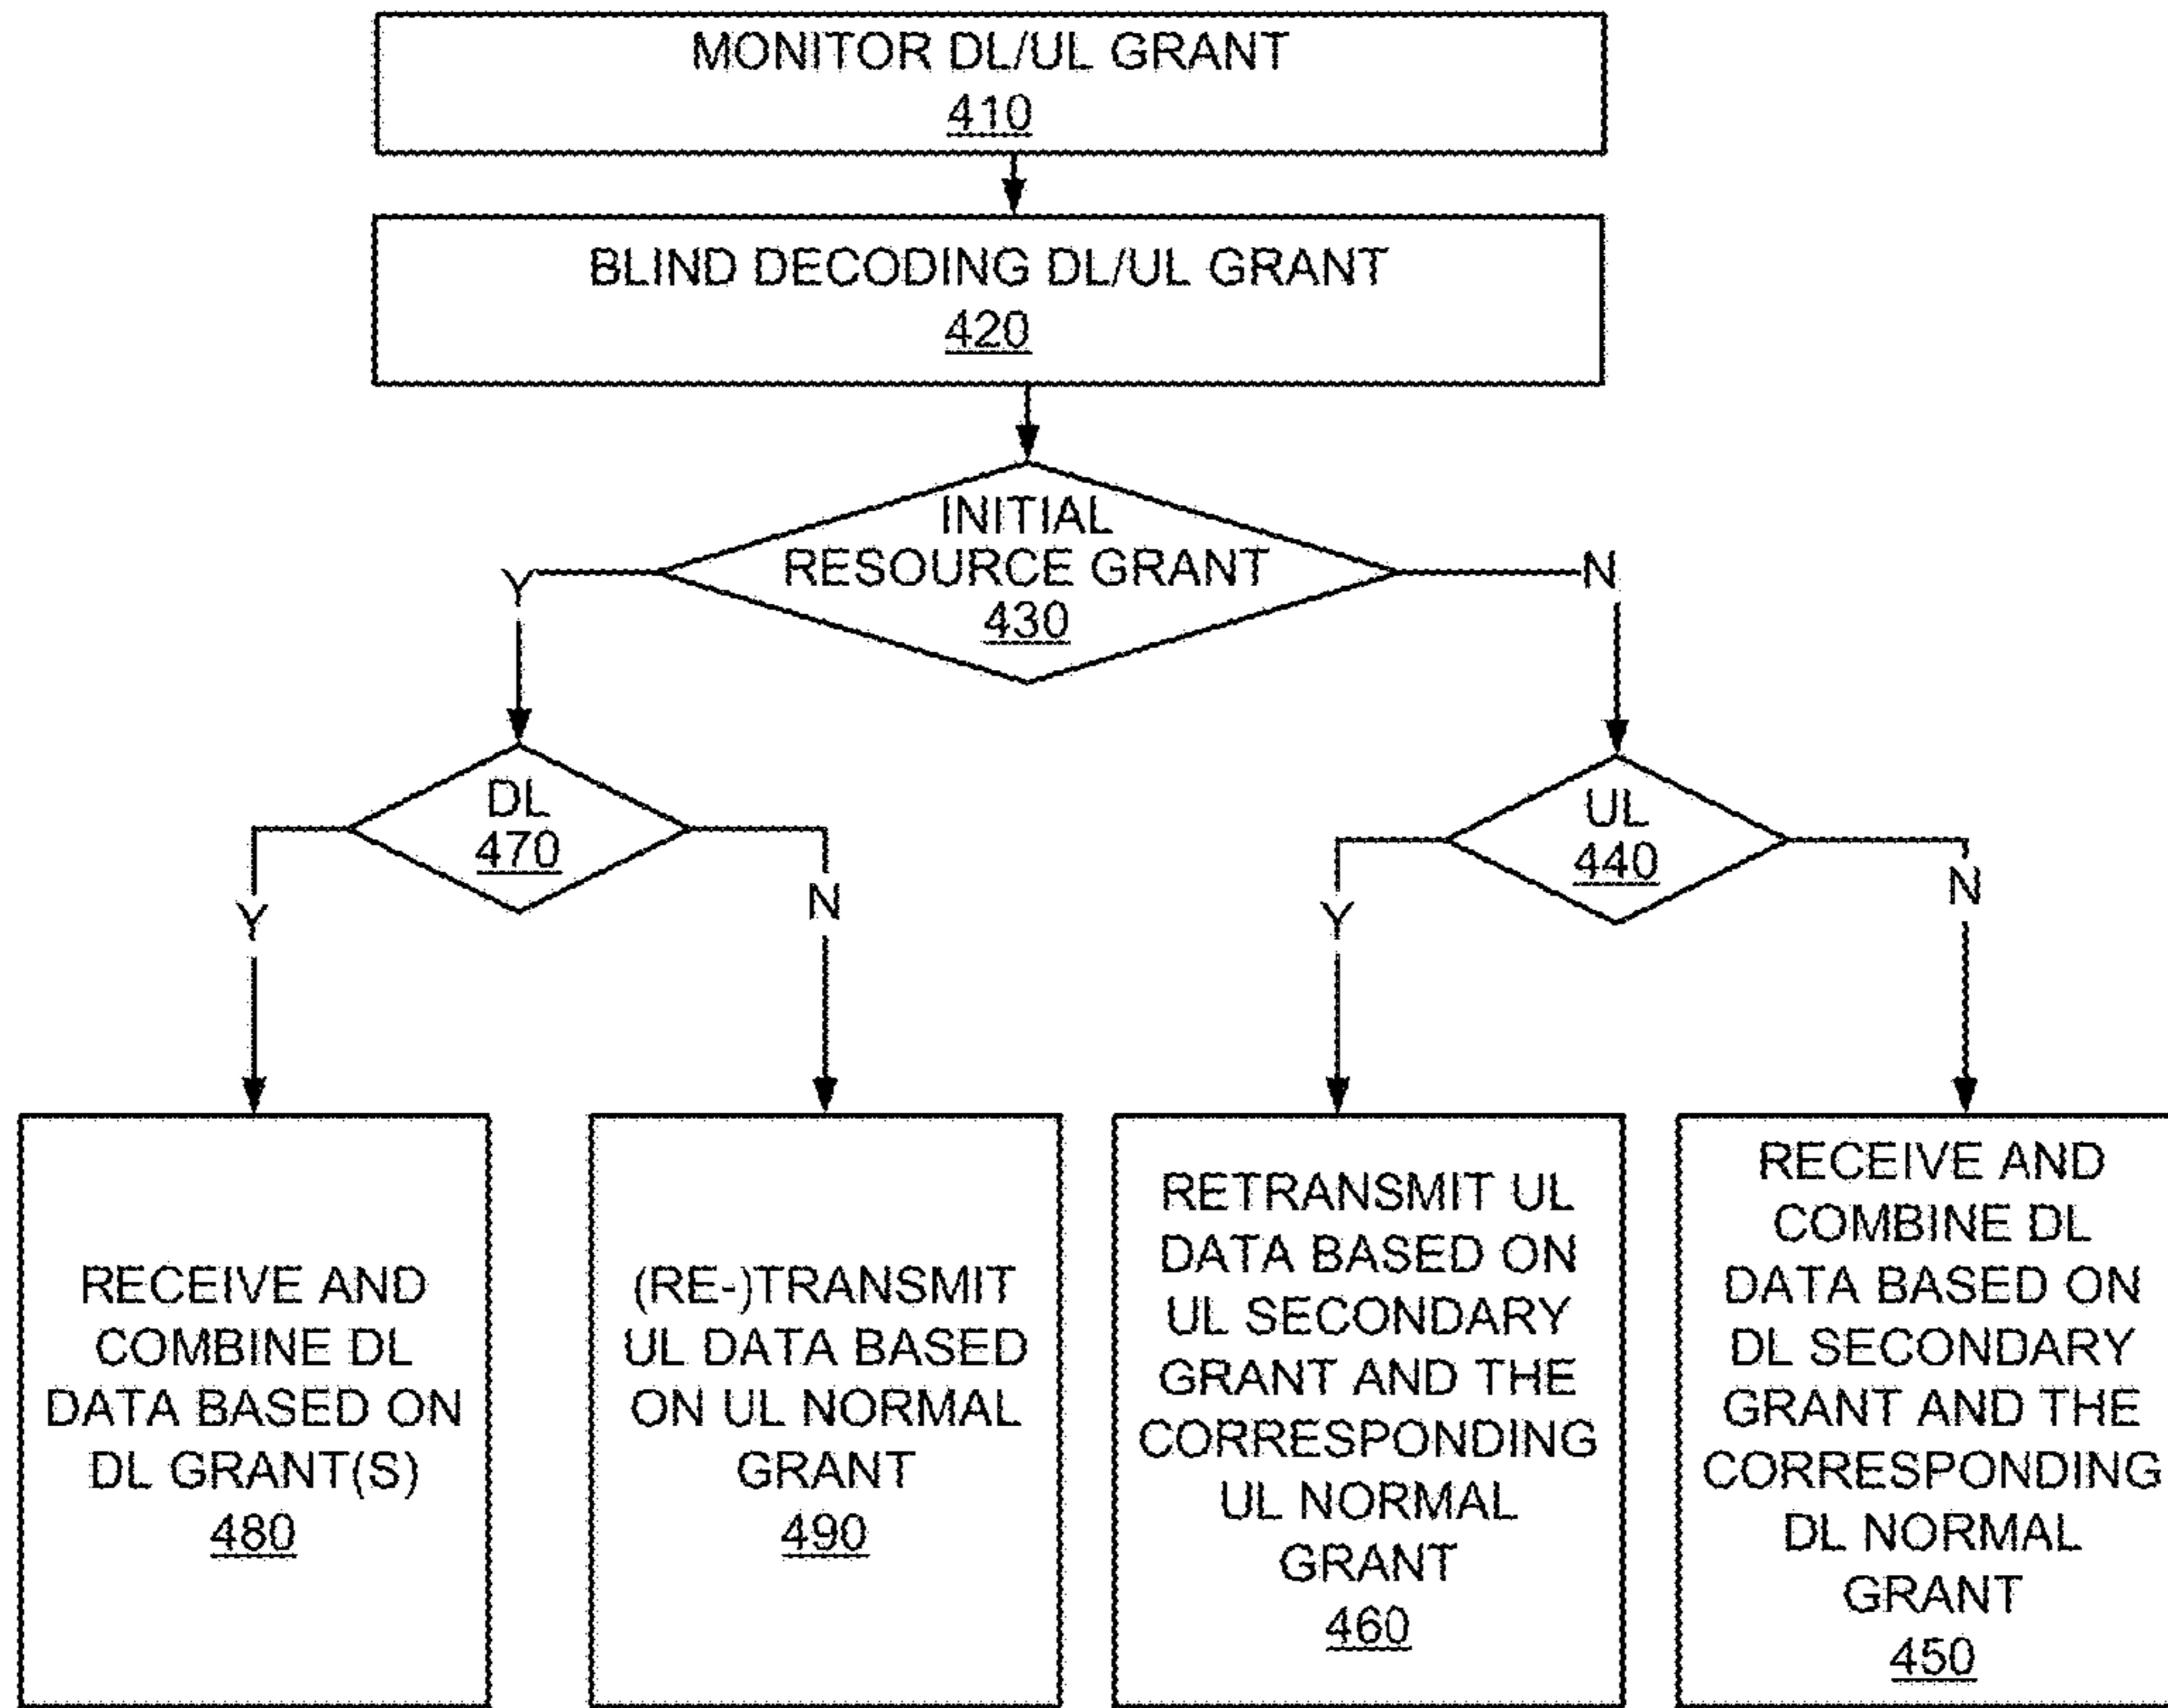 MONITOR DL/UL GRANT
410
BLIND DECODING DL/UL GRANT
420
INITIAL
RESOURCE GRANT
430
Y
N
DL
470
UL
440
Y
N
Y
N
RECEIVE AND
COMBINE DL
DATA BASED ON
DL GRANT(S)
480
(RE-)TRANSMIT
UL DATA BASED
ON UL NORMAL
GRANT
490
RETRANSMIT UL
DATA BASED ON
UL SECONDARY
GRANT AND THE
CORRESPONDING
UL NORMAL
GRANT
460
RECEIVE AND
COMBINE DL
DATA BASED ON
DL SECONDARY
GRANT AND THE
CORRESPONDING
DL NORMAL
GRANT
450